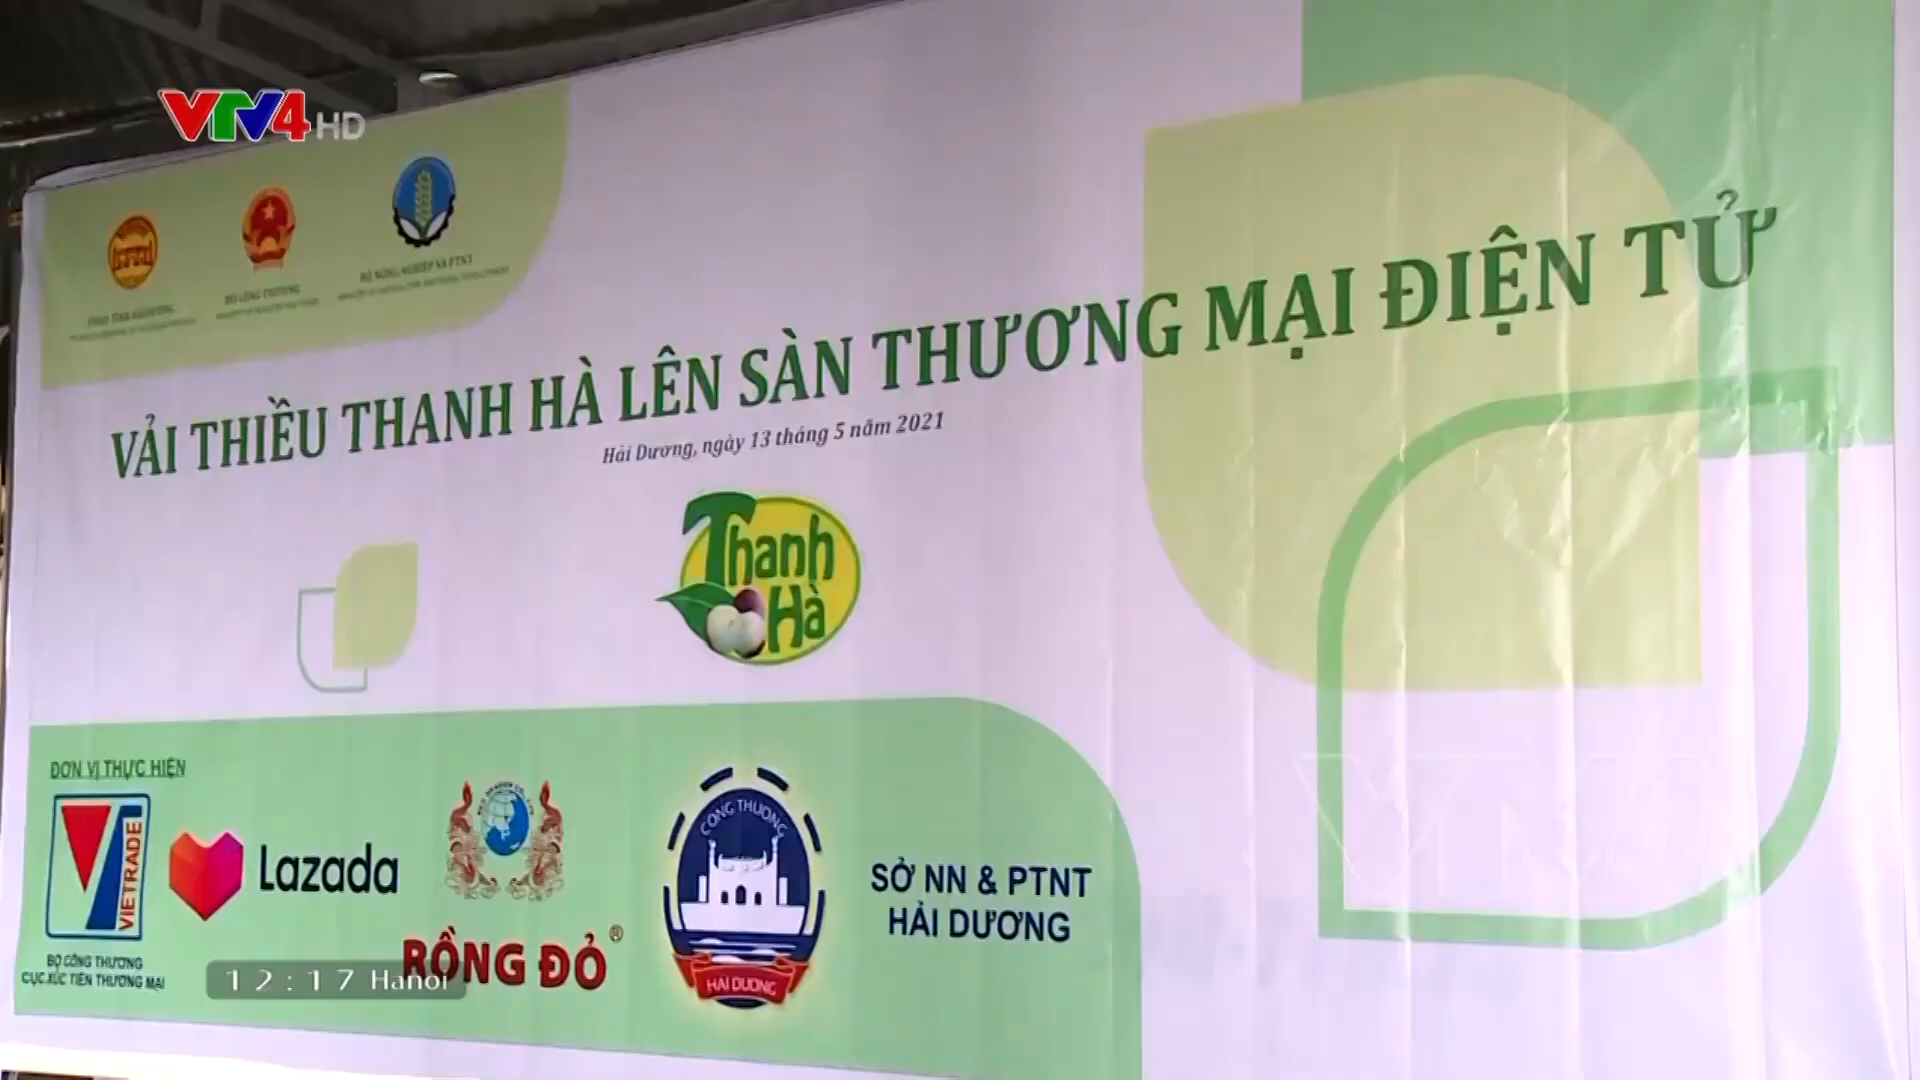 VTV4 HD
BỘ CÔNG THƯƠNG
BỘ NÔNG NGHIỆP VÀ PTNT
VẢI THIỀU THANH HÀ LÊN SÀN THƯƠNG MẠI ĐIỆN TỬ
Hải Dương, ngày 13 tháng 5 năm 2021
Thanh
Hà
ĐƠN VỊ THỰC HIỆN
VIETRADE
BỘ CÔNG THƯƠNG
CỤC XÚC TIẾN THƯƠNG MẠI
Lazada
RỒNG ĐỎ ®
CÔNG THƯƠNG
HẢI DƯƠNG
SỞ NN & PTNT
HẢI DƯƠNG
12:17 Hanoi